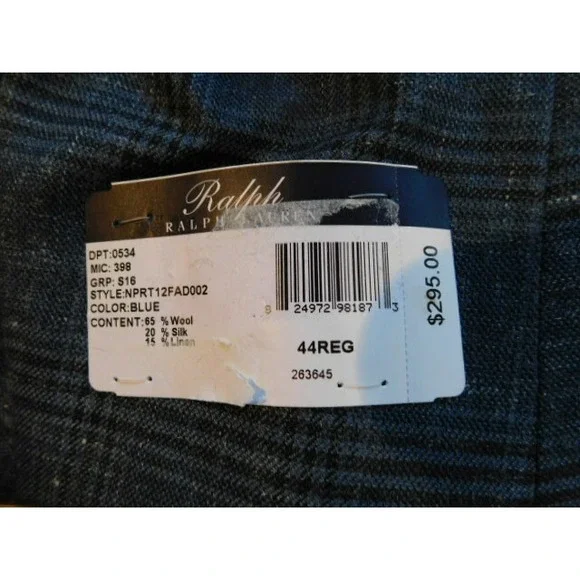 Ralph
RALPH LAUREN
DPT:0534
MIC: 398
GRP: S16
STYLE:NPRT12FAD002
COLOR:BLUE
CONTENT:65 %Wool
20 %Silk
15 %Linen
8 24972 98187 3
44REG
263645
$295.00